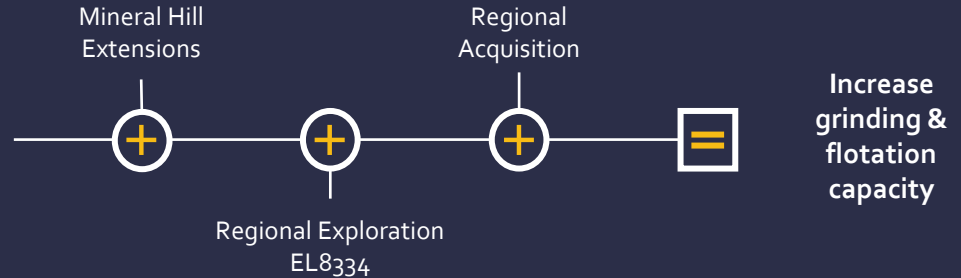 Mineral Hill
Extensions
Regional
Acquisition
+
+
+
=
Increase
grinding &
flotation
capacity
Regional Exploration
EL8334